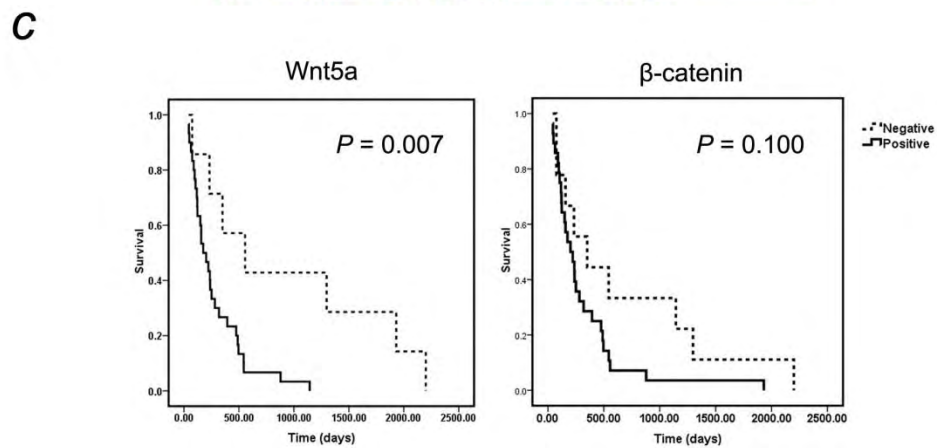 C
Wnt5a
β-catenin
P = 0.007
P = 0.100
Negative
Positive
Survival
1.0
0.8
0.6
0.4
0.2
0.0
0.00 500.00 1000.00 1500.00 2000.00 2500.00
Time (days)
Survival
1.0
0.8
0.6
0.4
0.2
0.0
0.00 500.00 1000.00 1500.00 2000.00 2500.00
Time (days)